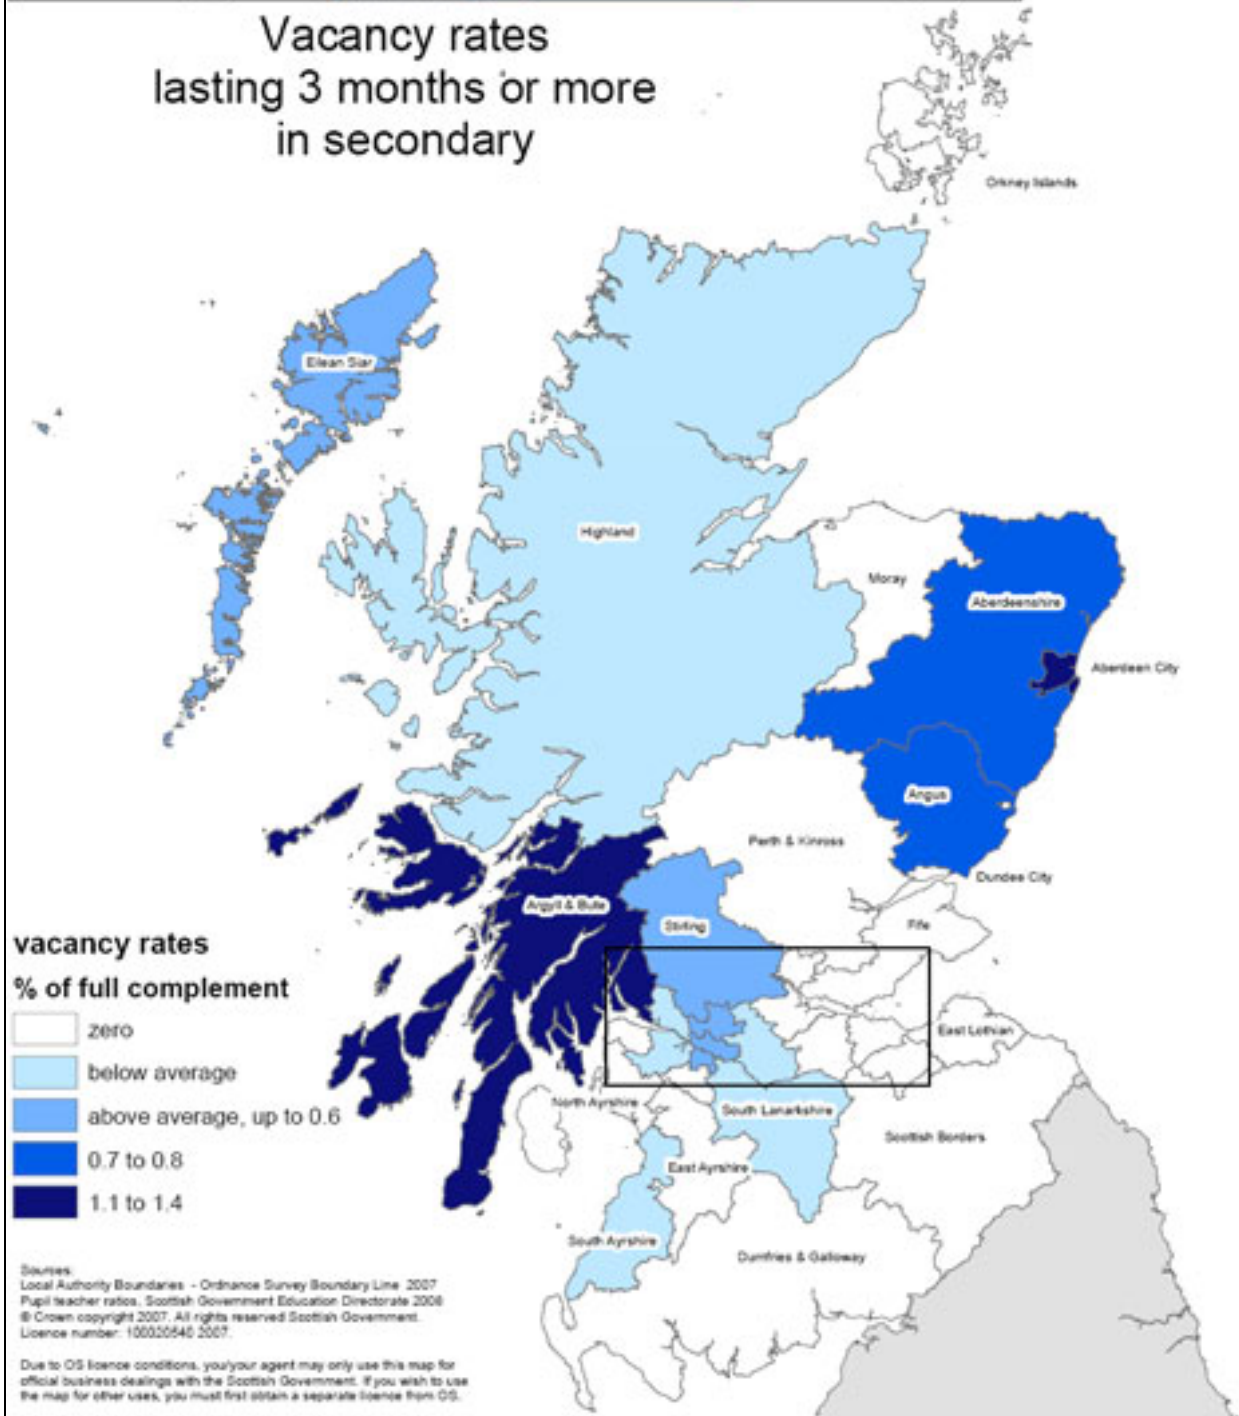 Vacancy rates
lasting 3 months or more
in secondary
Orkney Islands
Eilean Siar
Highland
Moray
Aberdeenshire
Aberdeen City
Angus
Perth & Kinross
Dundee City
Argyll & Bute
Stirling
Fife
East Lothian
North Ayrshire
South Lanarkshire
Scottish Borders
East Ayrshire
South Ayrshire
Dumfries & Galloway
vacancy rates
% of full complement
zero
below average
above average, up to 0.6
0.7 to 0.8
1.1 to 1.4
Sources:
Local Authority Boundaries - Ordnance Survey Boundary Line 2007
Pupil teacher ratios, Scottish Government Education Directorate 2008
© Crown copyright 2007. All rights reserved Scottish Government.
Licence number: 100020540 2007.
Due to OS licence conditions, you/your agent may only use this map for
official business dealings with the Scottish Government. If you wish to use
the map for other uses, you must first obtain a separate licence from OS.